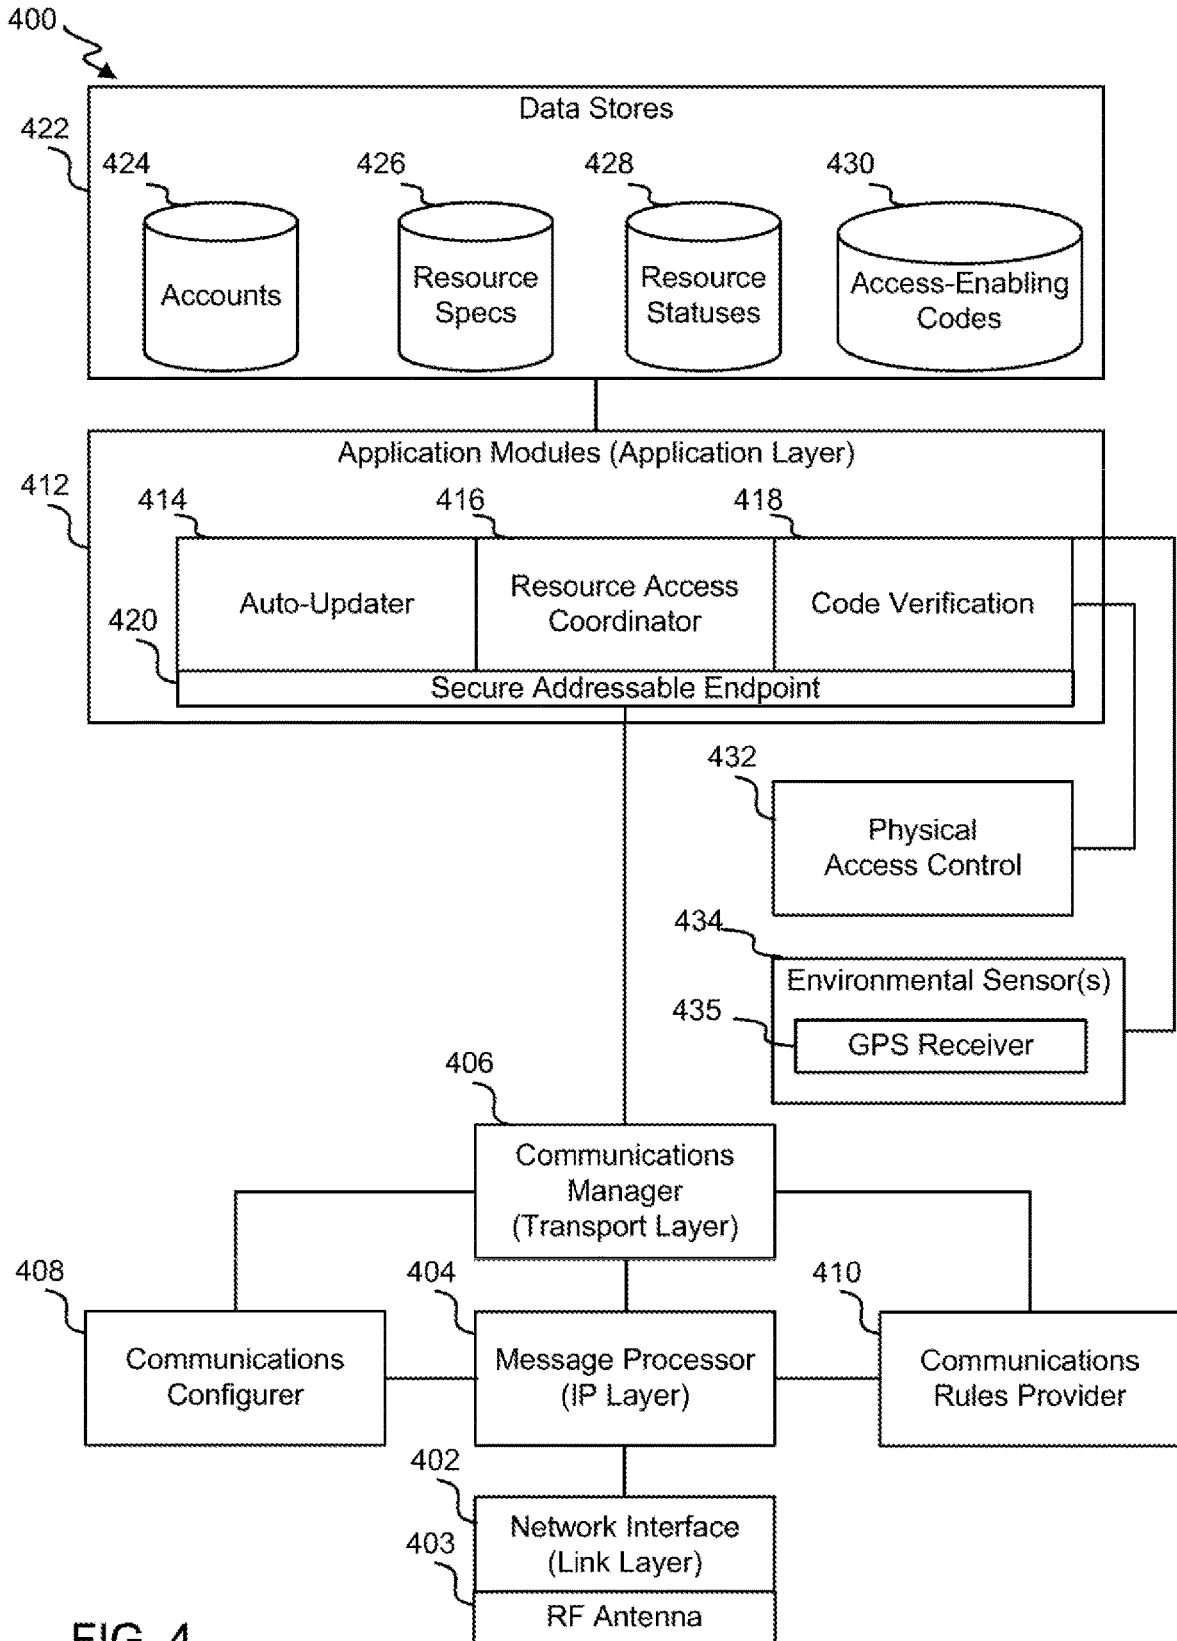 400
Data Stores
422
424
426
428
430
Accounts
Resource
Specs
Resource
Statuses
Access-Enabling
Codes
Application Modules (Application Layer)
412
414
416
418
Auto-Updater
Resource Access
Coordinator
Code Verification
420
Secure Addressable Endpoint
432
Physical
Access Control
434
Environmental Sensor(s)
435
GPS Receiver
406
Communications
Manager
(Transport Layer)
408
404
410
Communications
Configurer
Message Processor
(IP Layer)
Communications
Rules Provider
402
Network Interface
(Link Layer)
403
RF Antenna
FIG. 4